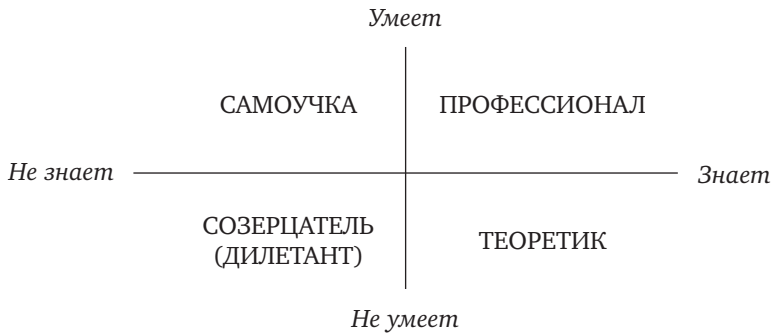 Умеет
САМОУЧКА
ПРОФЕССИОНАЛ
Не знает
Знает
СОЗЕРЦАТЕЛЬ
(ДИЛЕТАНТ)
ТЕОРЕТИК
Не умеет